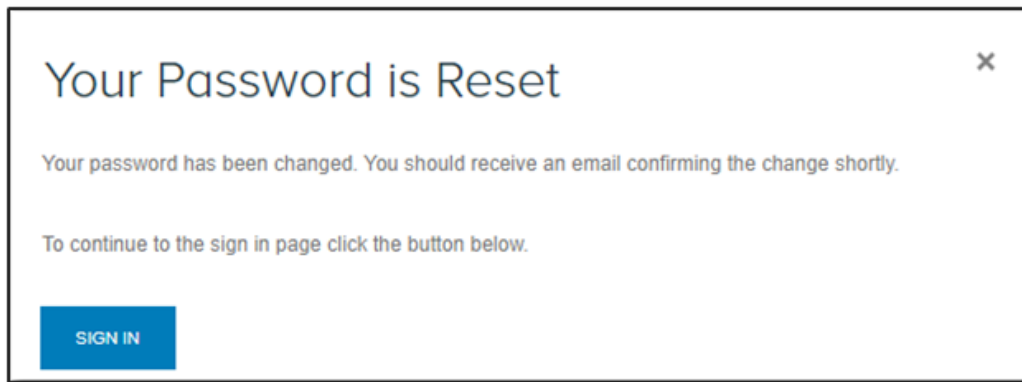 Your Password is Reset
Your password has been changed. You should receive an email confirming the change shortly.
To continue to the sign in page click the button below.
SIGN IN